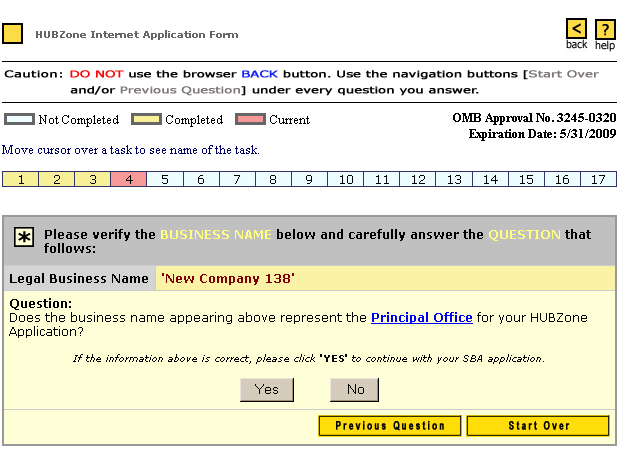 HUBZone Internet Application Form
<
back
?
help
Caution: DO NOT use the browser BACK button. Use the navigation buttons [Start Over
and/or Previous Question] under every question you answer.
Not Completed Completed Current
OMB Approval No. 3245-0320
Expiration Date: 5/31/2009
Move cursor over a task to see name of the task.
1 2 3 4 5 6 7 8 9 10 11 12 13 14 15 16 17
* Please verify the BUSINESS NAME below and carefully answer the QUESTION that
follows:
Legal Business Name 'New Company 138'
Question:
Does the business name appearing above represent the Principal Office for your HUBZone
Application?
If the information above is correct, please click 'YES' to continue with your SBA application.
Yes No
Previous Question Start Over